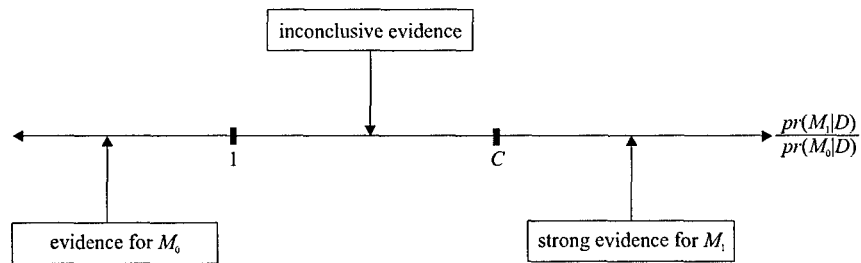 inconclusive evidence
pr(M₁|D)
pr(M₀|D)
1
C
evidence for M₀
strong evidence for M₁